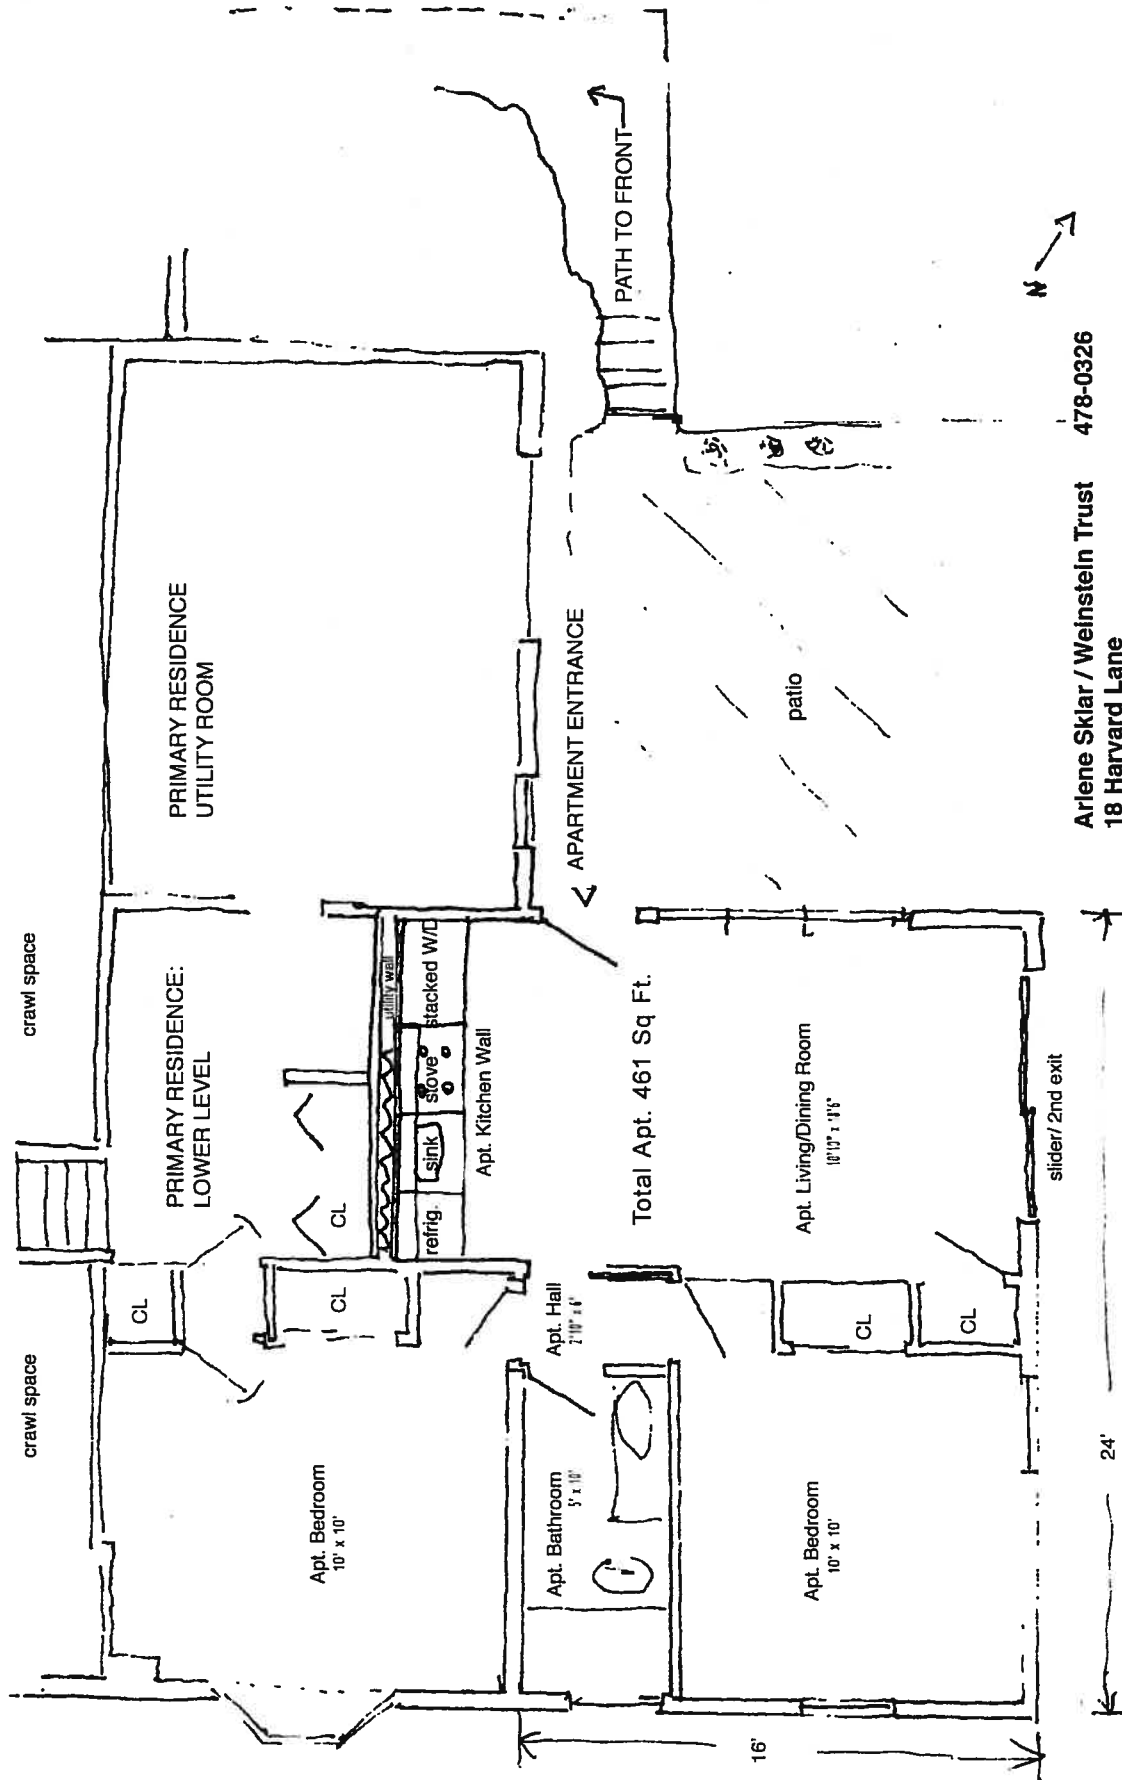 crawl space
crawl space
PRIMARY RESIDENCE
UTILITY ROOM
PRIMARY RESIDENCE:
LOWER LEVEL
CL
CL
CL
utility wall
refrig.
sink
stove
stacked W/D
Apt. Kitchen Wall
APARTMENT ENTRANCE
PATH TO FRONT
patio
Apt. Bedroom
10' x 10'
Apt. Hall
2'10" x 6'
Apt. Bathroom
5' x 10'
Total Apt. 461 Sq Ft.
Apt. Living/Dining Room
Apt. Bedroom
10' x 10'
CL
CL
slider/ 2nd exit
16'
24'
N
Arlene Sklar / Weinstein Trust 478-0326
18 Harvard Lane